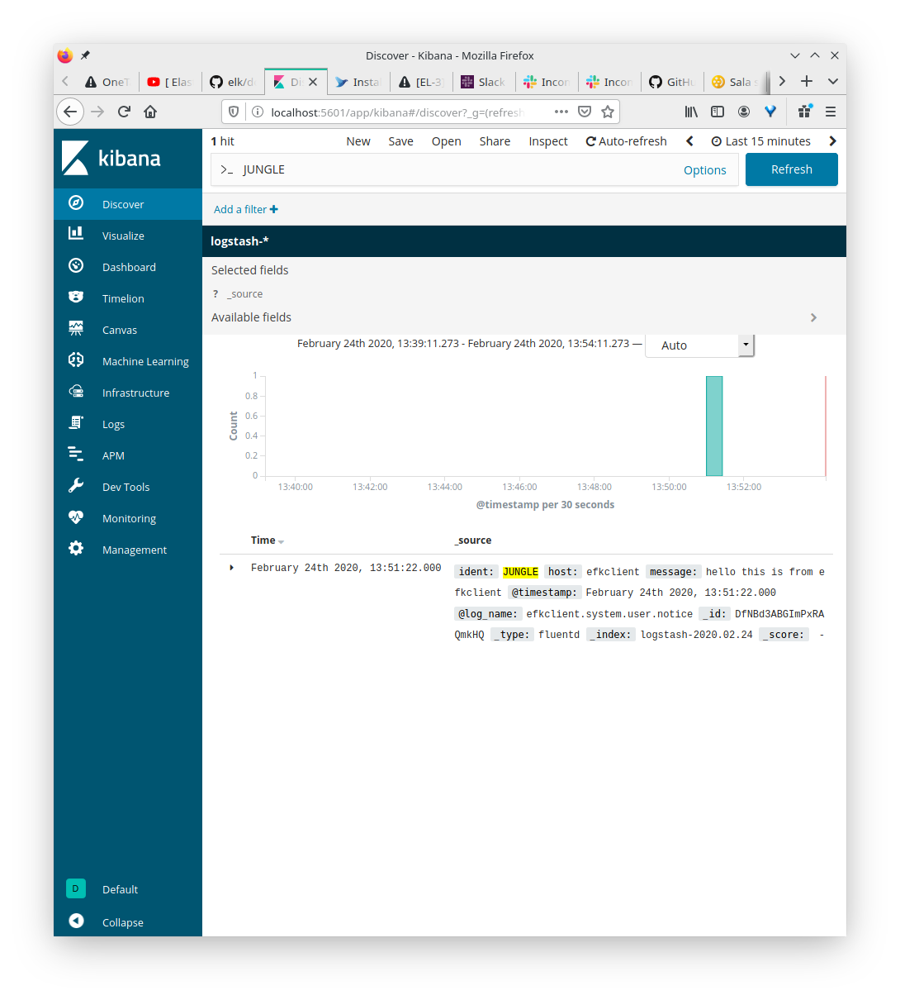 Discover - Kibana - Mozilla Firefox
OneT
[ Elas
elk/d
Di
Instal
[EL-3]
Slack
Incom
Incom
GitHu
Sala s
localhost:5601/app/kibana#/discover?_g=(refresh
kibana
Discover
Visualize
Dashboard
Timelion
Canvas
Machine Learning
Infrastructure
Logs
APM
Dev Tools
Monitoring
Management
D Default
Collapse
1 hit
New Save Open Share Inspect Auto-refresh Last 15 minutes
>_ JUNGLE
Options
Refresh
Add a filter +
logstash-*
Selected fields
? _source
Available fields
February 24th 2020, 13:39:11.273 - February 24th 2020, 13:54:11.273 — Auto
Count
1
0.8
0.6
0.4
0.2
0
13:40:00 13:42:00 13:44:00 13:46:00 13:48:00 13:50:00 13:52:00
@timestamp per 30 seconds
Time _source
February 24th 2020, 13:51:22.000
ident: JUNGLE host: efkclient message: hello this is from e
fkclient @timestamp: February 24th 2020, 13:51:22.000
@log_name: efkclient.system.user.notice _id: DfNBd3ABGImPxRA
QmkHQ _type: fluentd _index: logstash-2020.02.24 _score: -